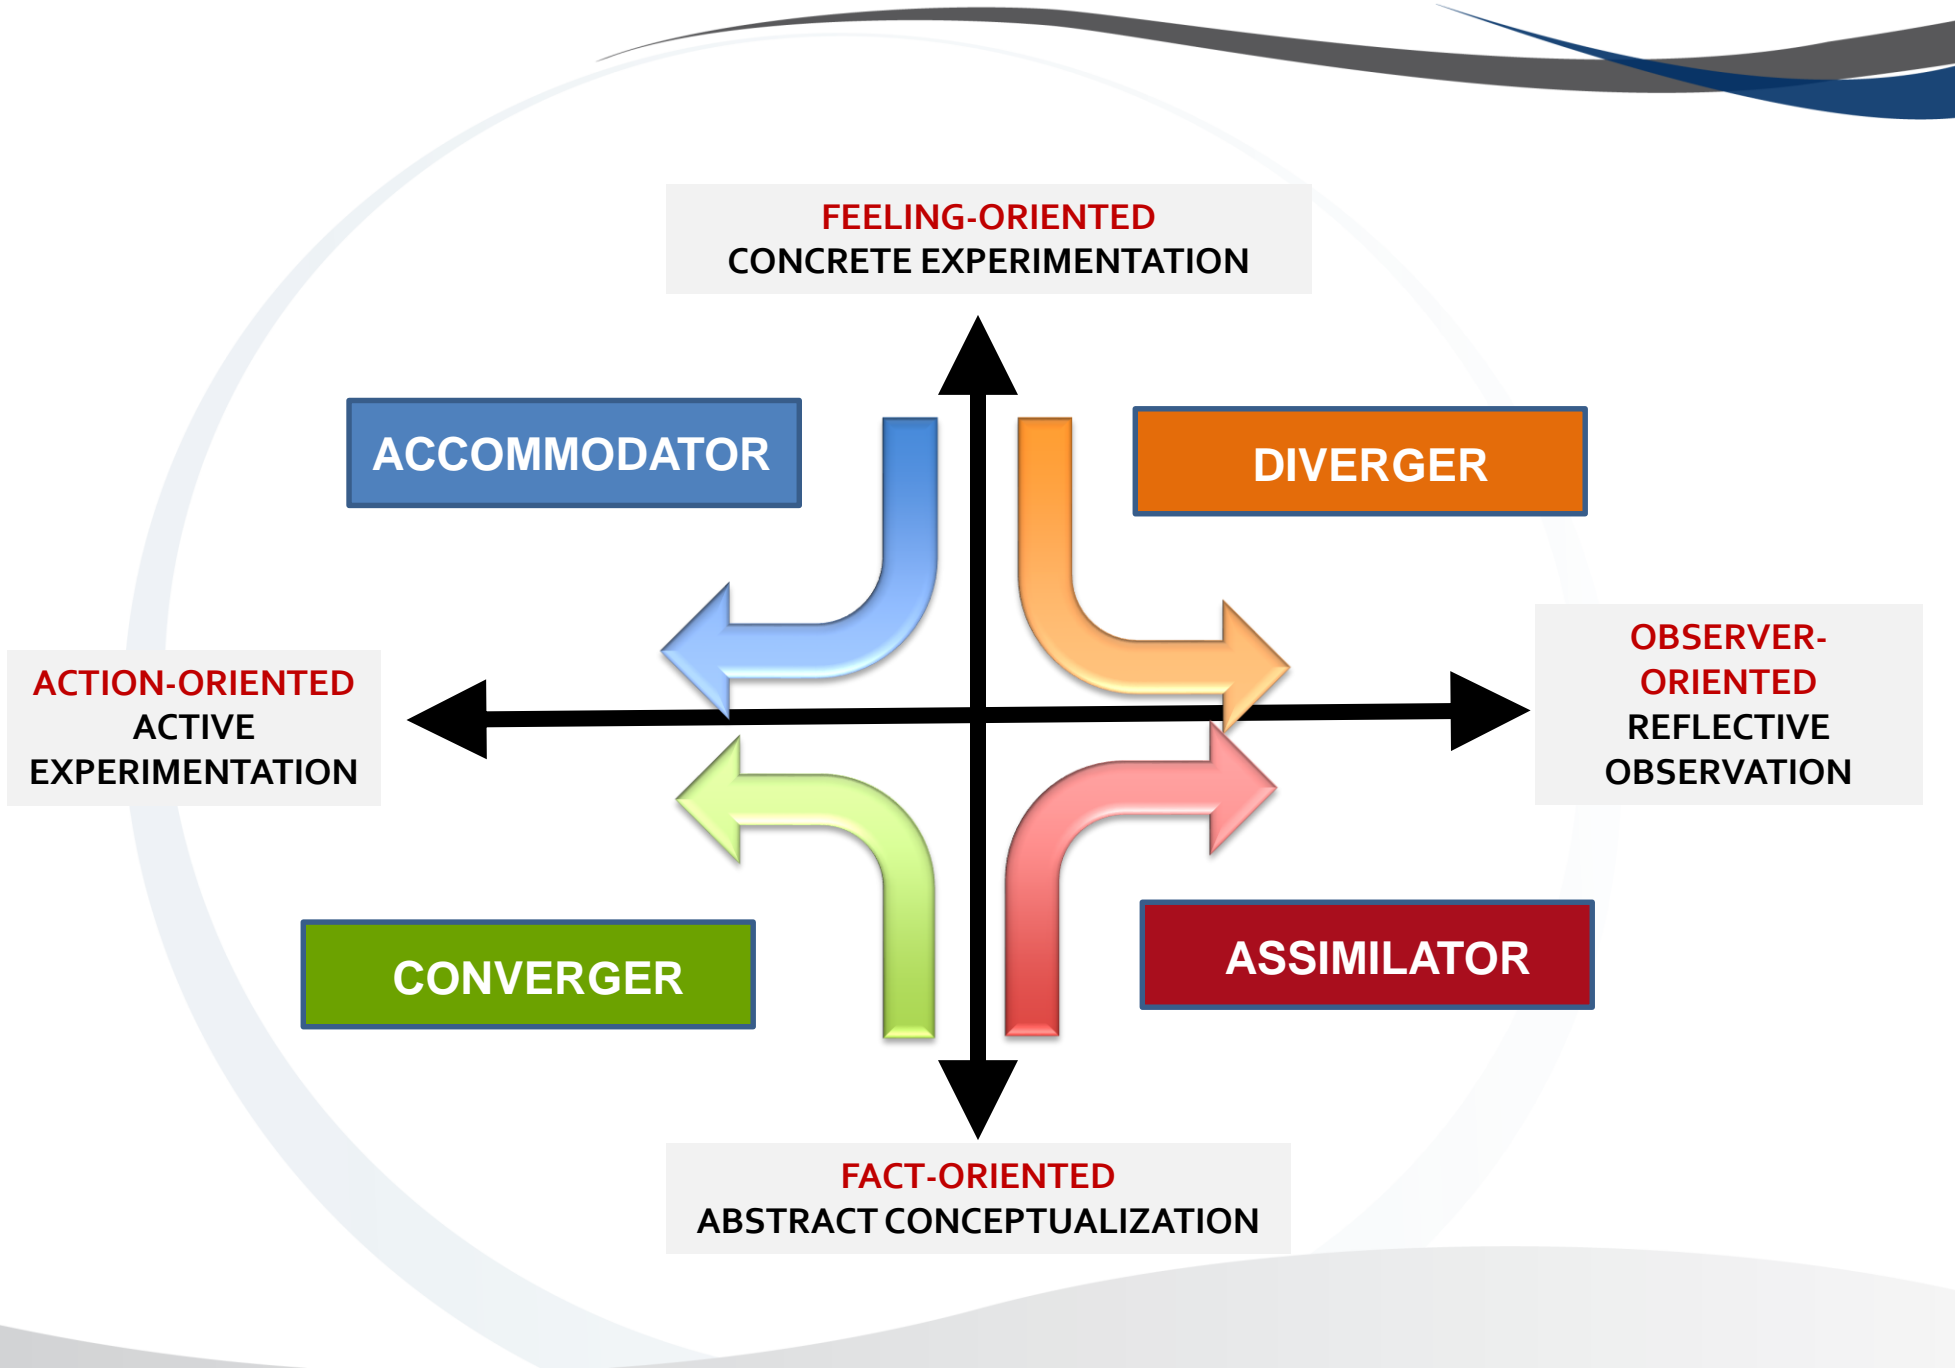 FEELING-ORIENTED
CONCRETE EXPERIMENTATION
ACCOMMODATOR
DIVERGER
ACTION-ORIENTED
ACTIVE
EXPERIMENTATION
OBSERVER-
ORIENTED
REFLECTIVE
OBSERVATION
CONVERGER
ASSIMILATOR
FACT-ORIENTED
ABSTRACT CONCEPTUALIZATION